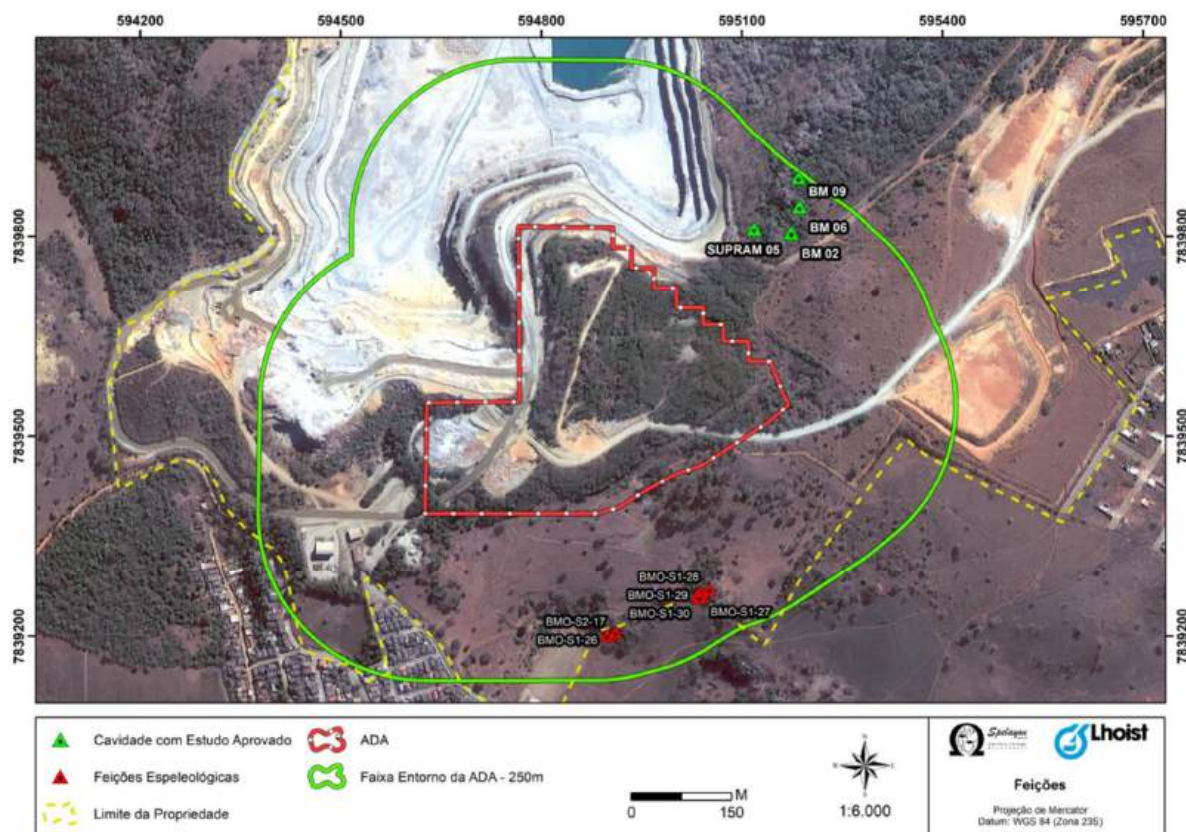 594200 594500 594800 595100 595400 595700
7839800
7839500
7839200
7839800
7839500
7839200
BM 09
BM 06
SUPRAM 05
BM 02
BMO-S1-28
BMO-S1-29
BMO-S1-30
BMO-S1-27
BMO-S2-17
BMO-S1-26
Cavidade com Estudo Aprovado
Feições Espeleológicas
Limite da Propriedade
ADA
Faixa Entorno da ADA - 250m
M
0 150
1:6.000
Spelayon
Lhoist
Feições
Projeção de Mercator
Datum: WGS 84 (Zona 23S)